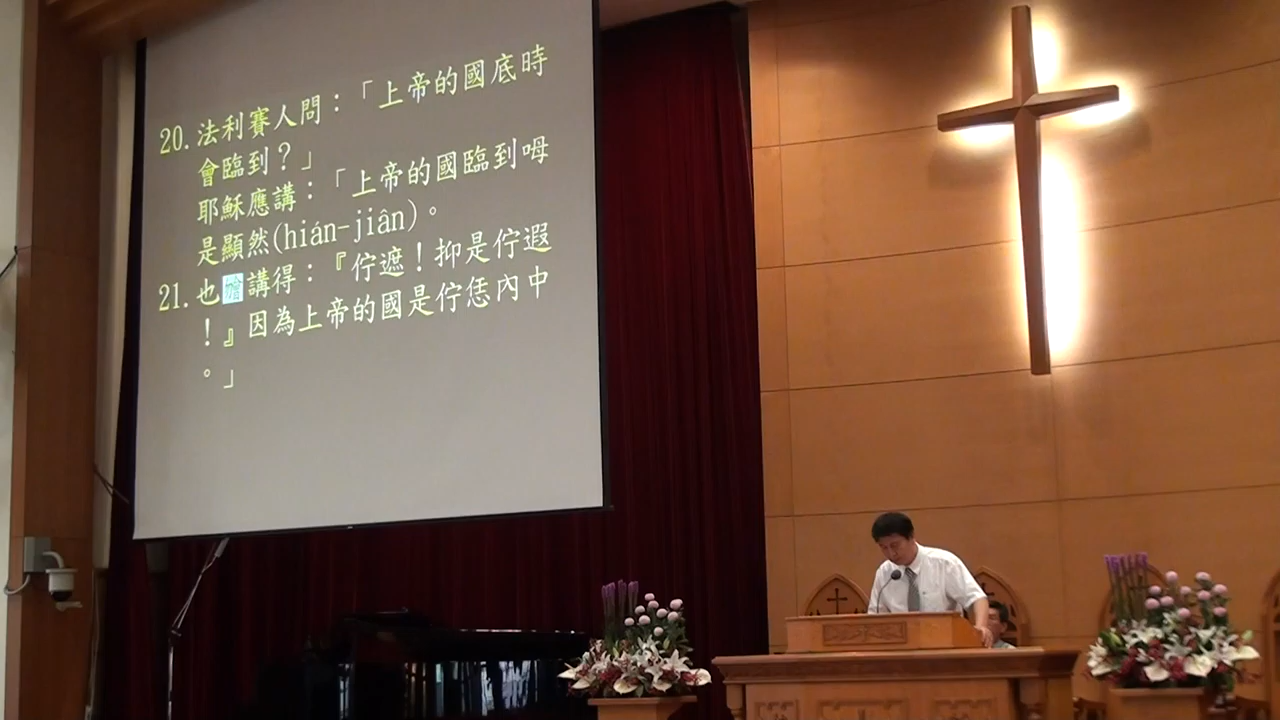 20. 法利賽人問：「上帝的國底時
會臨到？」
耶穌應講：「上帝的國臨到呣
是顯然(hián-jiân)。
21. 也𣍐講得：『佇遮！抑是佇遐
！』因為上帝的國是佇恁內中
。」